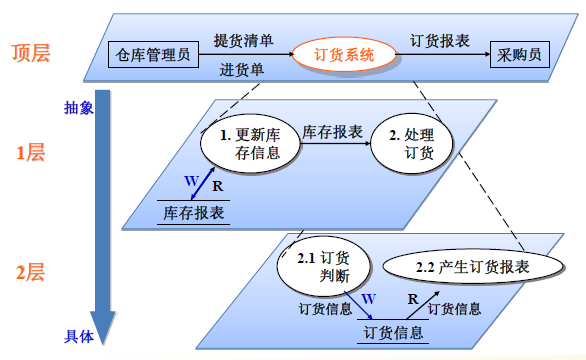 顶层
仓库管理员
提货清单
进货单
订货系统
订货报表
采购员
抽象
1层
1. 更新库
存信息
库存报表
2. 处理
订货
W
R
库存报表
2层
2.1 订货
判断
2.2 产生订货报表
W
R
订货信息
订货信息
订货信息
具体